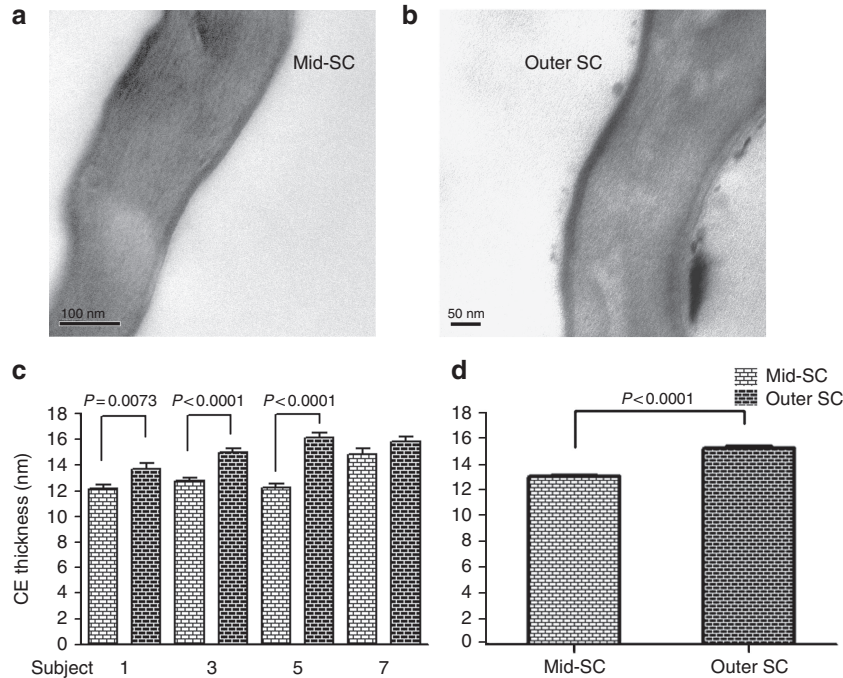 a
Mid-SC
100 nm
b
Outer SC
50 nm
c
P=0.0073
P<0.0001
P<0.0001
CE thickness (nm)
18
16
14
12
10
8
6
4
2
0
Subject 1 3 5 7
d
Mid-SC
Outer SC
P<0.0001
18
16
14
12
10
8
6
4
2
0
Mid-SC Outer SC